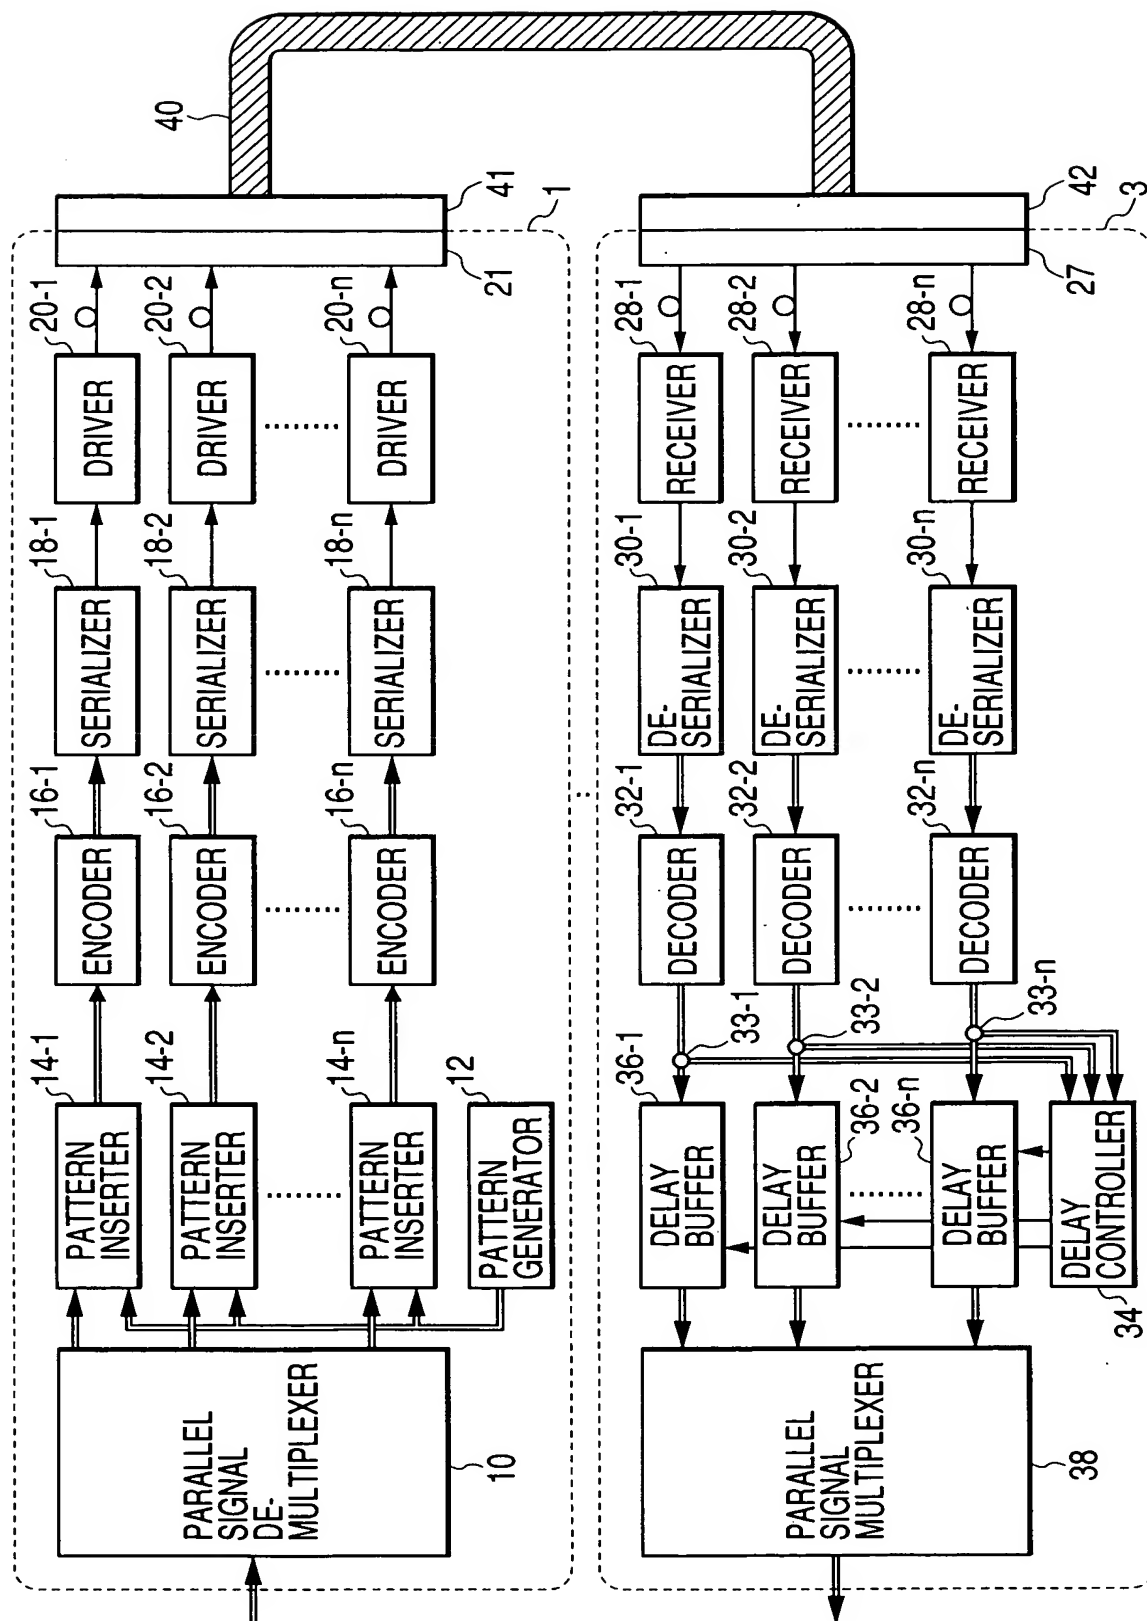 40
41
1
21
20-1
20-2
20-n
DRIVER
DRIVER
DRIVER
18-1
18-2
18-n
SERIALIZER
SERIALIZER
SERIALIZER
16-1
16-2
16-n
ENCODER
ENCODER
ENCODER
14-1
14-2
14-n
12
PATTERN
INSERTER
PATTERN
INSERTER
PATTERN
INSERTER
PATTERN
GENERATOR
PARALLEL
SIGNAL
DE-
MULTIPLEXER
10
42
3
27
28-1
28-2
28-n
RECEIVER
RECEIVER
RECEIVER
30-1
30-2
30-n
DE-
SERIALIZER
DE-
SERIALIZER
DE-
SERIALIZER
32-1
32-2
32-n
DECODER
DECODER
DECODER
33-1
33-2
33-n
36-1
36-2
36-n
DELAY
BUFFER
DELAY
BUFFER
DELAY
BUFFER
DELAY
CONTROLLER
34
PARALLEL
SIGNAL
MULTIPLEXER
38